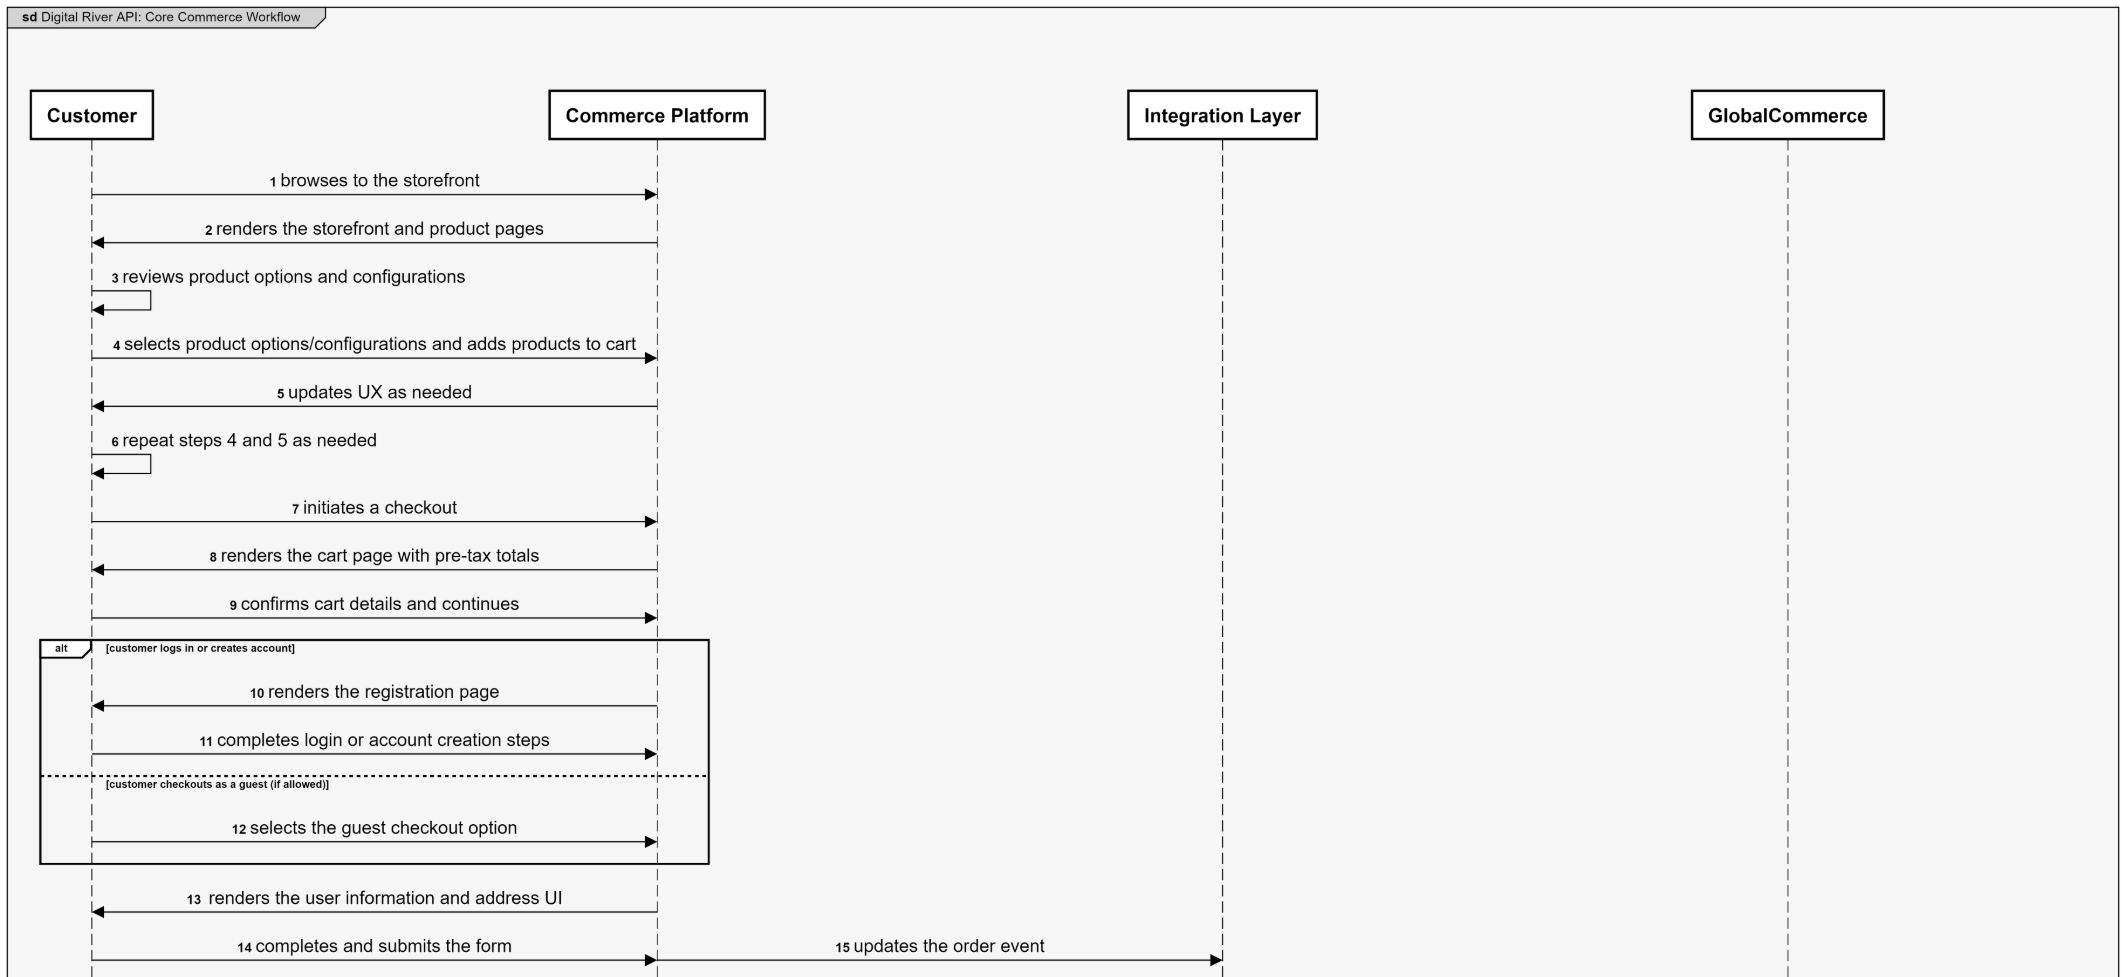 sd Digital River API: Core Commerce Workflow
Customer
Commerce Platform
Integration Layer
GlobalCommerce
1 browses to the storefront
2 renders the storefront and product pages
3 reviews product options and configurations
4 selects product options/configurations and adds products to cart
5 updates UX as needed
6 repeat steps 4 and 5 as needed
7 initiates a checkout
8 renders the cart page with pre-tax totals
9 confirms cart details and continues
alt [customer logs in or creates account]
10 renders the registration page
11 completes login or account creation steps
[customer checkouts as a guest (if allowed)]
12 selects the guest checkout option
13 renders the user information and address UI
14 completes and submits the form
15 updates the order event